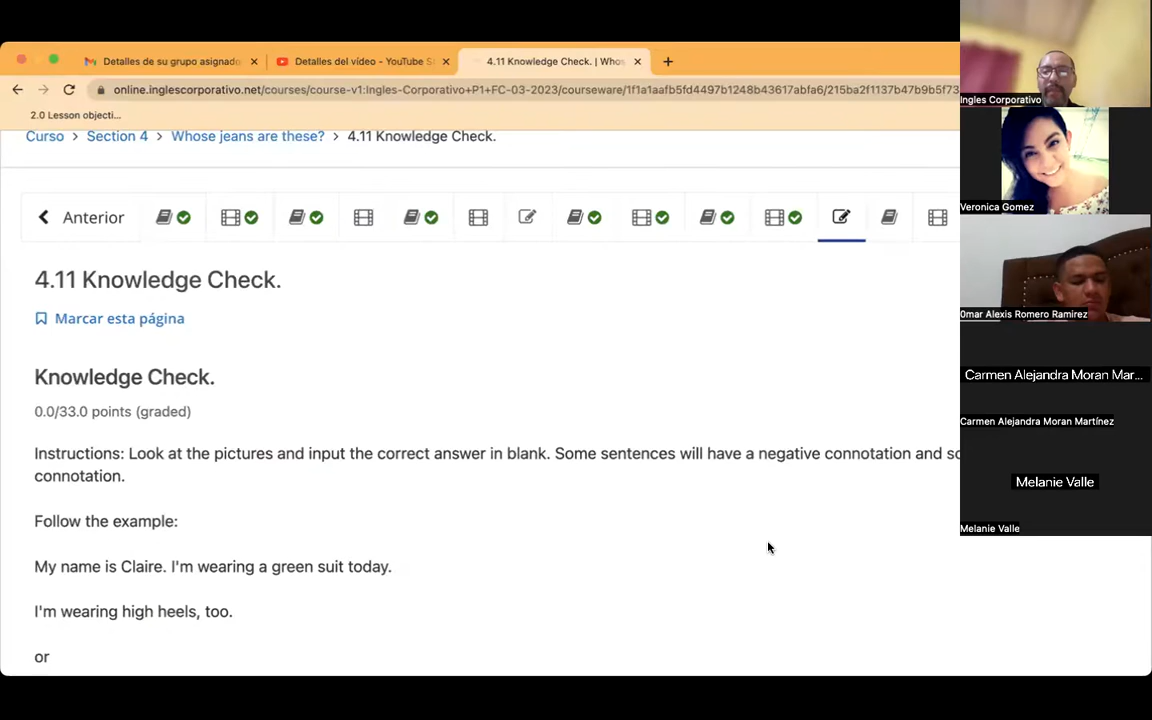 Detalles de su grupo asignado
Detalles del vídeo - YouTube S
4.11 Knowledge Check. | Whos
online.inglescorporativo.net/courses/course-v1:Ingles-Corporativo+P1+FC-03-2023/courseware/1f1a1aafb5fd4497b1248b43617abfa6/215ba2f1137b47b9b5f73
2.0 Lesson objecti...
Curso > Section 4 > Whose jeans are these? > 4.11 Knowledge Check.
Anterior
4.11 Knowledge Check.
Marcar esta página
Knowledge Check.
0.0/33.0 points (graded)
Instructions: Look at the pictures and input the correct answer in blank. Some sentences will have a negative connotation and so
connotation.
Follow the example:
My name is Claire. I'm wearing a green suit today.
I'm wearing high heels, too.
or
Ingles Corporativo
Veronica Gomez
Omar Alexis Romero Ramirez
Carmen Alejandra Moran Mar...
Carmen Alejandra Moran Martínez
Melanie Valle
Melanie Valle